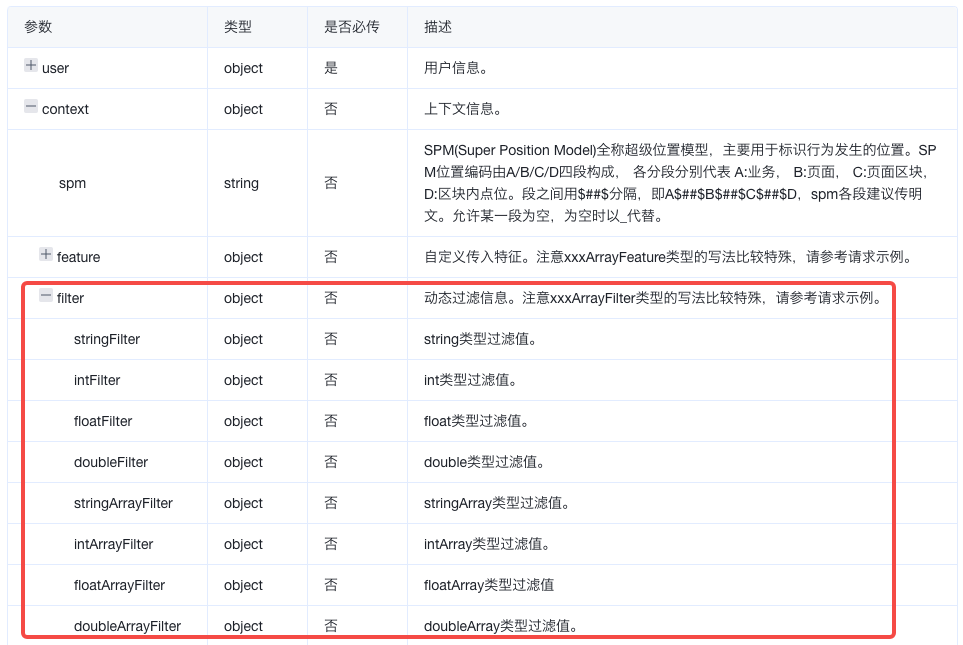 参数 类型 是否必传 描述
user object 是 用户信息。
context object 否 上下文信息。
spm string 否 SPM(Super Position Model)全称超级位置模型，主要用于标识行为发生的位置。SP
M位置编码由A/B/C/D四段构成， 各分段分别代表 A:业务， B:页面， C:页面区块，
D:区块内点位。段之间用$##$分隔，即A$##$B$##$C$##$D，spm各段建议传明
文。允许某一段为空，为空时以_代替。
feature object 否 自定义传入特征。注意xxxArrayFeature类型的写法比较特殊，请参考请求示例。
filter object 否 动态过滤信息。注意xxxArrayFilter类型的写法比较特殊，请参考请求示例。
stringFilter object 否 string类型过滤值。
intFilter object 否 int类型过滤值。
floatFilter object 否 float类型过滤值。
doubleFilter object 否 double类型过滤值。
stringArrayFilter object 否 stringArray类型过滤值。
intArrayFilter object 否 intArray类型过滤值。
floatArrayFilter object 否 floatArray类型过滤值
doubleArrayFilter object 否 doubleArray类型过滤值。